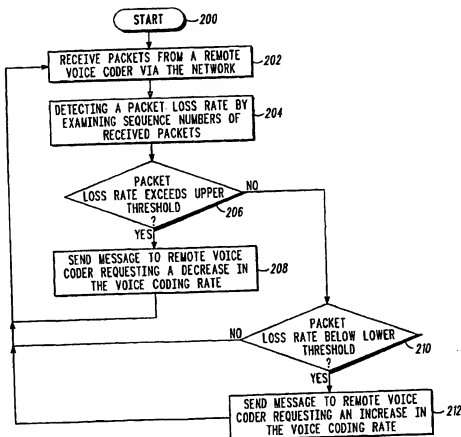 START
200
RECEIVE PACKETS FROM A REMOTE
VOICE CODER VIA THE NETWORK
202
DETECTING A PACKET LOSS RATE BY
EXAMINING SEQUENCE NUMBERS OF
RECEIVED PACKETS
204
PACKET
LOSS RATE EXCEEDS UPPER
THRESHOLD
?
206
NO
YES
SEND MESSAGE TO REMOTE VOICE
CODER REQUESTING A DECREASE IN
THE VOICE CODING RATE
208
NO
PACKET
LOSS RATE BELOW LOWER
THRESHOLD
?
210
YES
SEND MESSAGE TO REMOTE VOICE
CODER REQUESTING AN INCREASE IN
THE VOICE CODING RATE
212